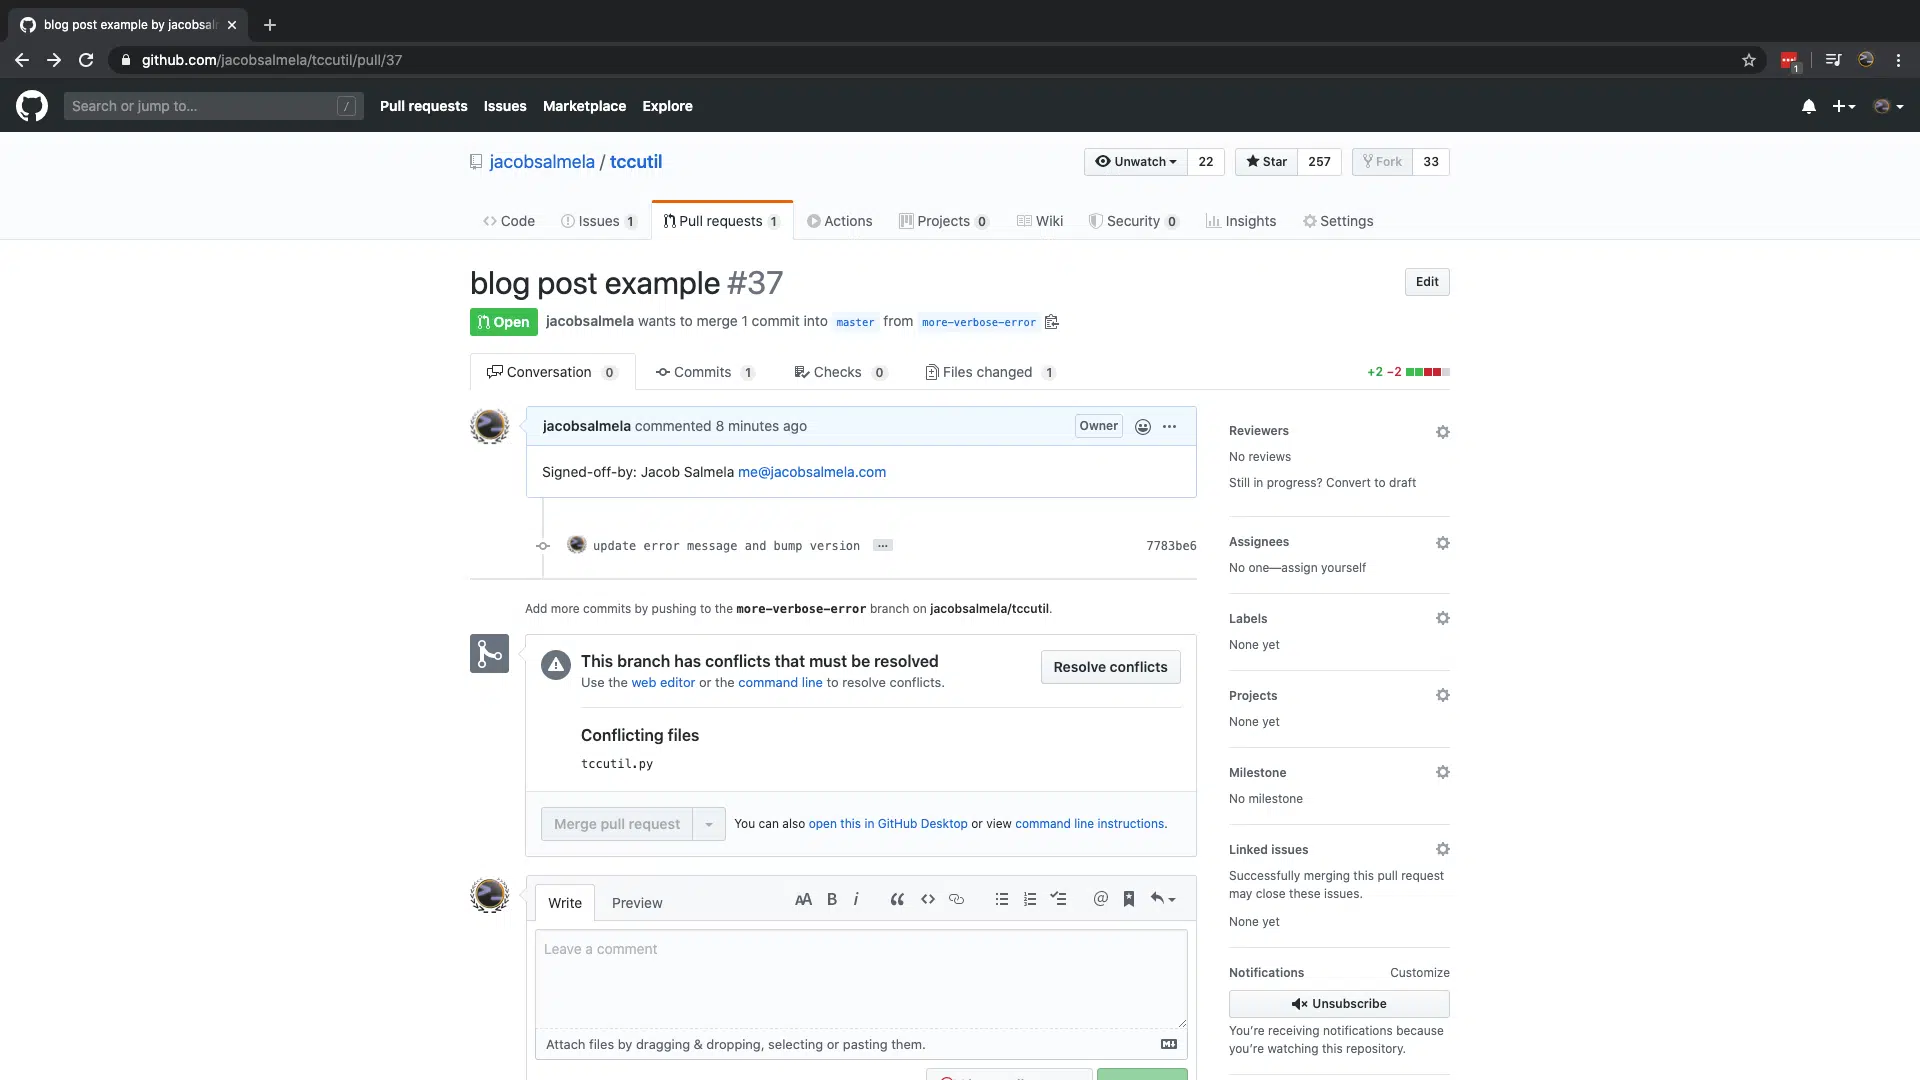 blog post example by jacobsal
github.com/jacobsalmela/tccutil/pull/37
1
Search or jump to... /
Pull requests Issues Marketplace Explore
jacobsalmela / tccutil
Unwatch 22 Star 257 Fork 33
Code Issues 1 Pull requests 1 Actions Projects 0 Wiki Security 0 Insights Settings
blog post example #37
Edit
Open jacobsalmela wants to merge 1 commit into master from more-verbose-error
Conversation 0 Commits 1 Checks 0 Files changed 1
+2 −2
jacobsalmela commented 8 minutes ago
Owner
Signed-off-by: Jacob Salmela me@jacobsalmela.com
update error message and bump version … 7783be6
Add more commits by pushing to the more-verbose-error branch on jacobsalmela/tccutil.
This branch has conflicts that must be resolved
Use the web editor or the command line to resolve conflicts.
Resolve conflicts
Conflicting files
tccutil.py
Merge pull request
You can also open this in GitHub Desktop or view command line instructions.
Write Preview
AA B i
Leave a comment
Attach files by dragging & dropping, selecting or pasting them.
Reviewers
No reviews
Still in progress? Convert to draft
Assignees
No one—assign yourself
Labels
None yet
Projects
None yet
Milestone
No milestone
Linked issues
Successfully merging this pull request
may close these issues.
None yet
Notifications Customize
Unsubscribe
You're receiving notifications because
you're watching this repository.